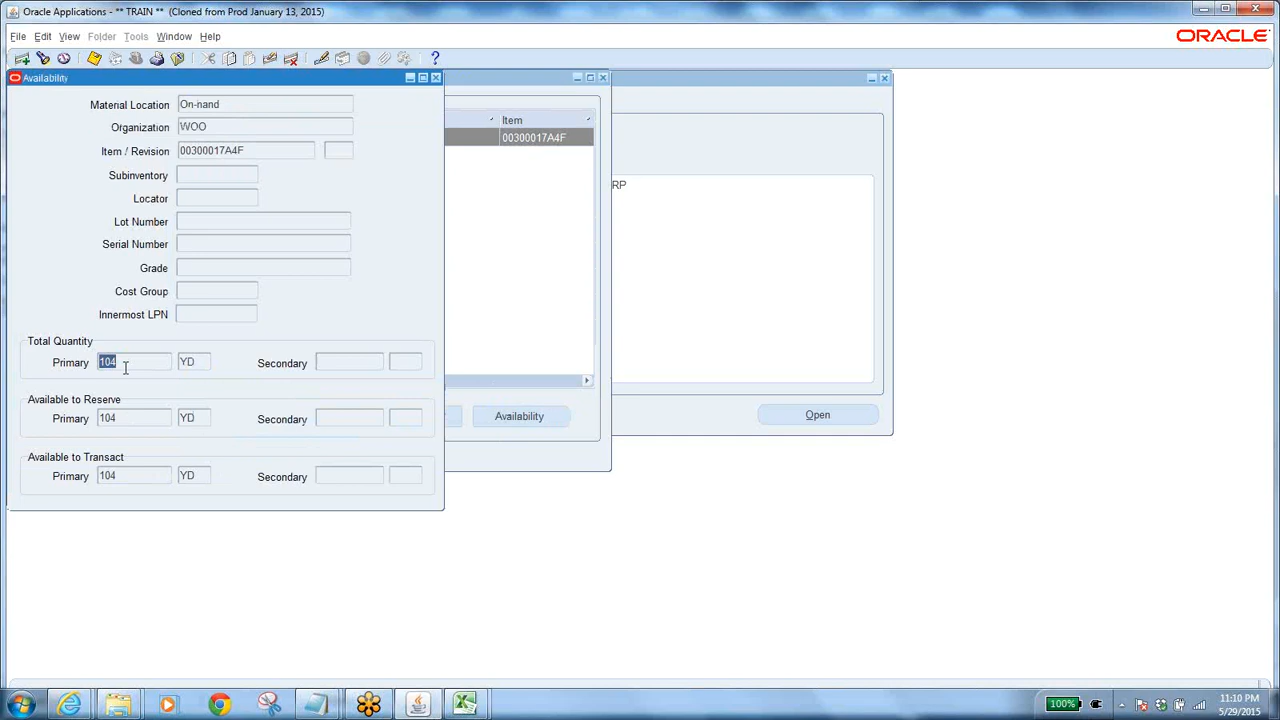 Oracle Applications - ** TRAIN ** (Cloned from Prod January 13, 2015)
File Edit View Folder Tools Window Help
ORACLE
Availability
Material Location On-nand
Organization WOO
Item / Revision 00300017A4F
Subinventory
Locator
Lot Number
Serial Number
Grade
Cost Group
Innermost LPN
Total Quantity
Primary 104 YD Secondary
Available to Reserve
Primary 104 YD Secondary
Available to Transact
Primary 104 YD Secondary
Item
00300017A4F
Availability
RP
Open
100%
11:10 PM
5/29/2015